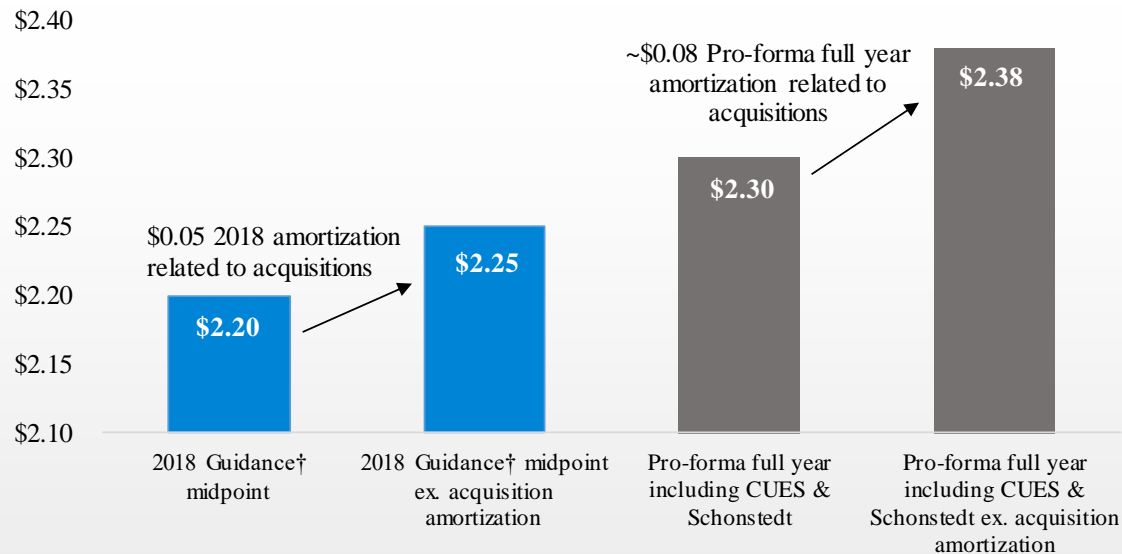 $2.40
$2.35
$2.30
$2.25
$2.20
$2.15
$2.10
$0.05 2018 amortization
related to acquisitions
~$0.08 Pro-forma full year
amortization related to
acquisitions
$2.20
$2.25
$2.30
$2.38
2018 Guidance† 
midpoint
2018 Guidance† midpoint
ex. acquisition
amortization
Pro-forma full year
including CUES &
Schonstedt
Pro-forma full year
including CUES &
Schonstedt ex. acquisition
amortization